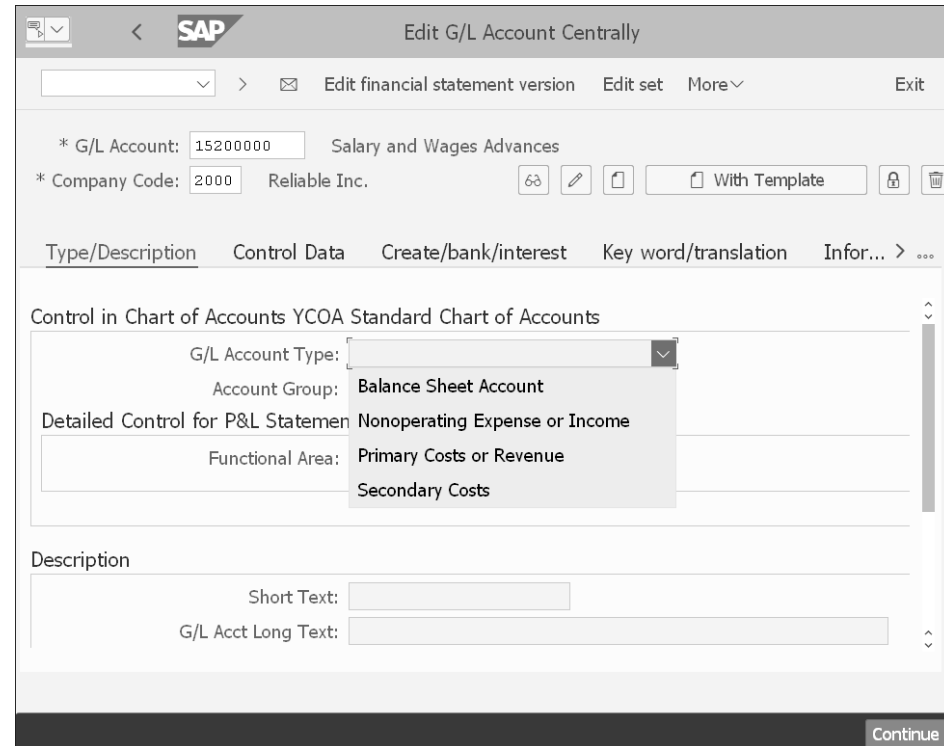 SAP Edit G/L Account Centrally
Edit financial statement version Edit set More Exit
* G/L Account: 15200000 Salary and Wages Advances
* Company Code: 2000 Reliable Inc. With Template
Type/Description Control Data Create/bank/interest Key word/translation Infor... > ...
Control in Chart of Accounts YCOA Standard Chart of Accounts
G/L Account Type:
Account Group: Balance Sheet Account
Detailed Control for P&L Statemen Nonoperating Expense or Income
Functional Area: Primary Costs or Revenue
Secondary Costs
Description
Short Text:
G/L Acct Long Text:
Continue